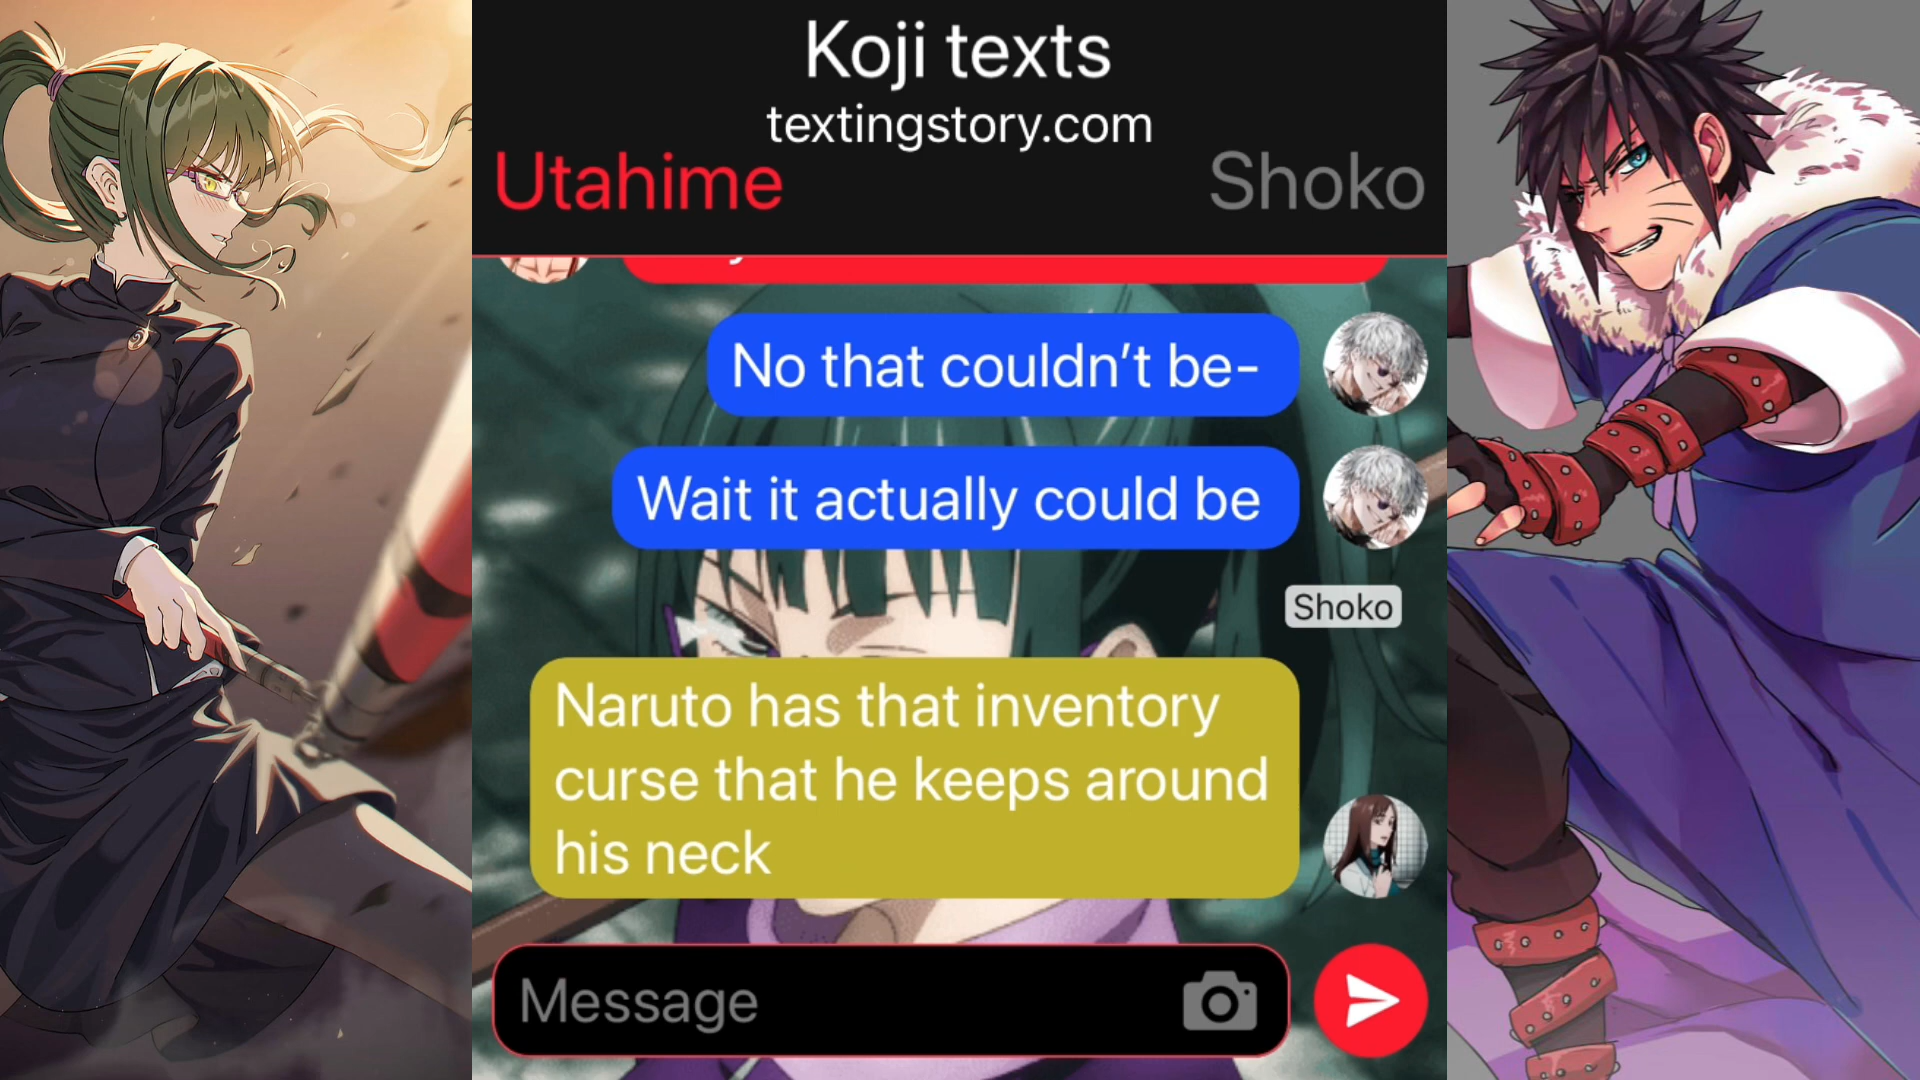 Koji texts
textingstory.com
Utahime
Shoko
No that couldn't be-
Wait it actually could be
Shoko
Naruto has that inventory
curse that he keeps around
his neck
Message